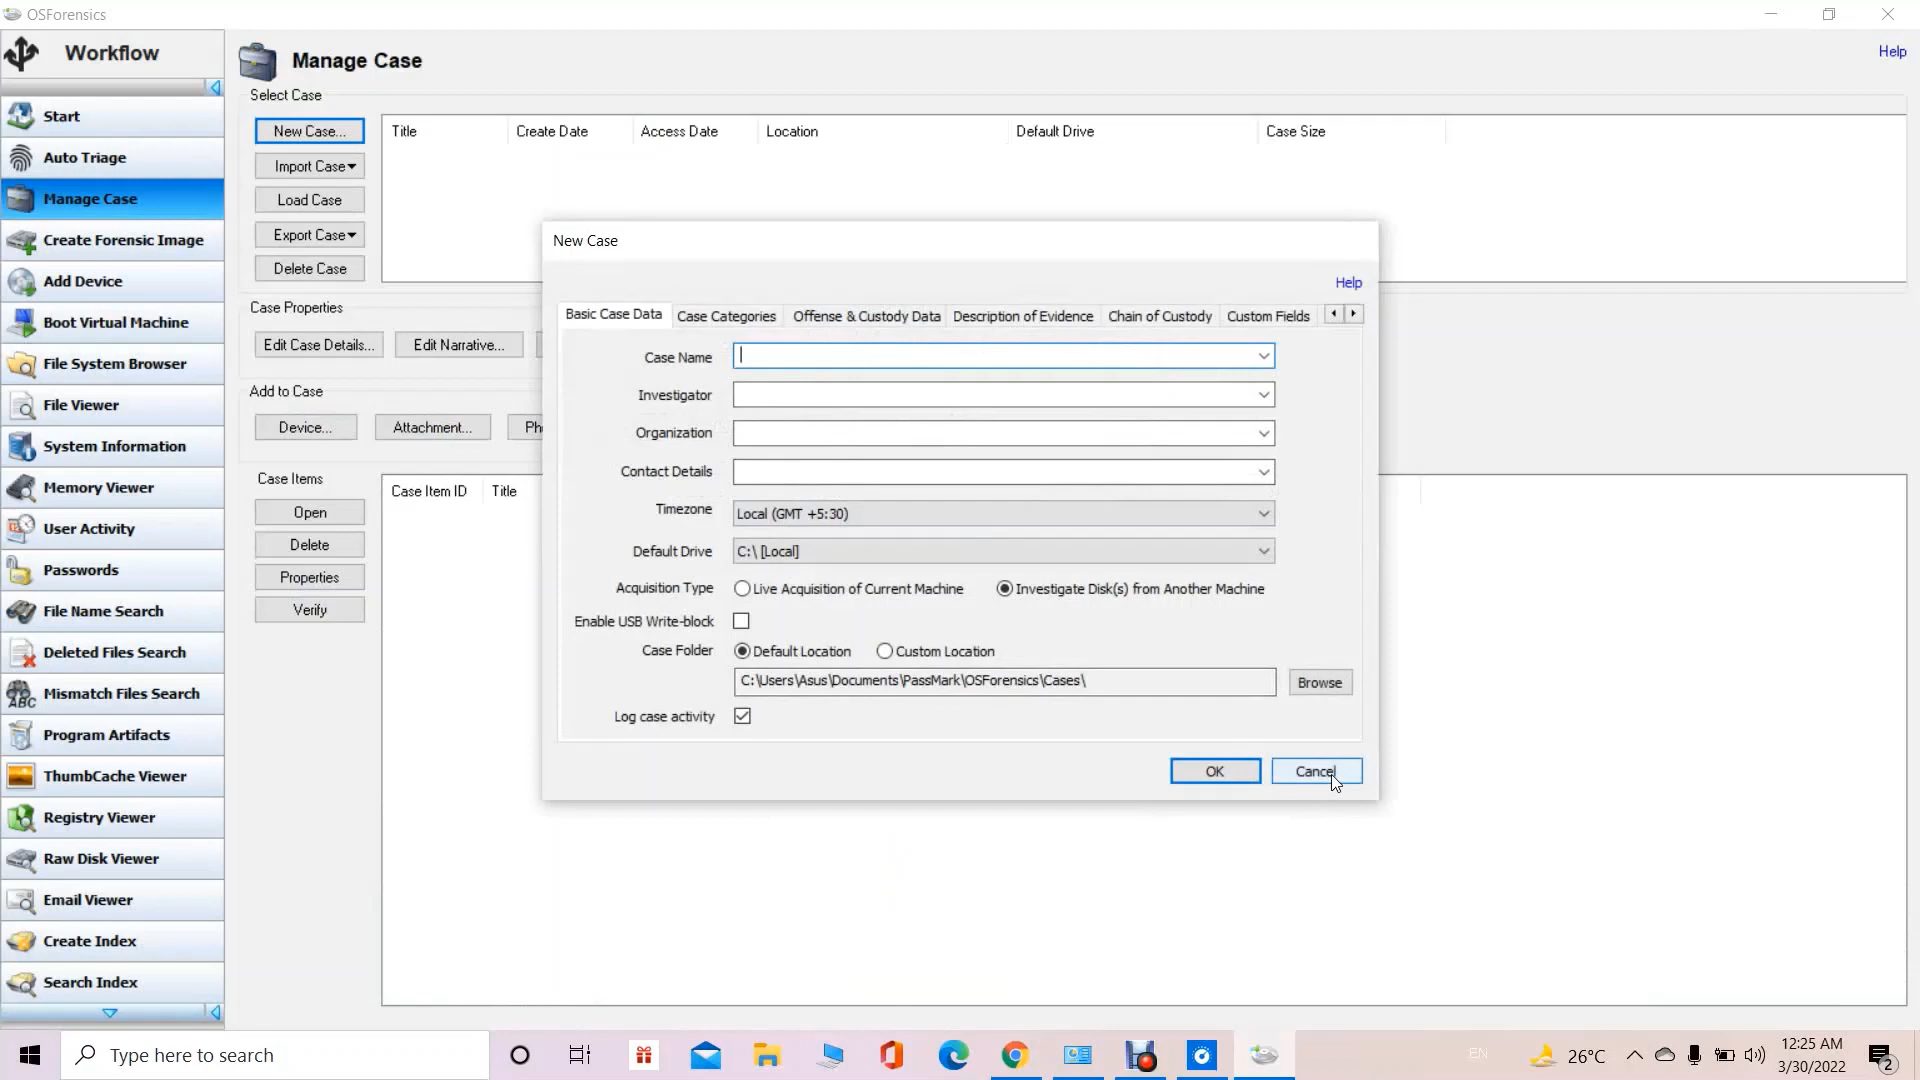 OSForensics
Workflow
Start
Auto Triage
Manage Case
Create Forensic Image
Add Device
Boot Virtual Machine
File System Browser
File Viewer
System Information
Memory Viewer
User Activity
Passwords
File Name Search
Deleted Files Search
Mismatch Files Search
Program Artifacts
ThumbCache Viewer
Registry Viewer
Raw Disk Viewer
Email Viewer
Create Index
Search Index
Manage Case
Help
Select Case
New Case...
Import Case
Load Case
Export Case
Delete Case
Title Create Date Access Date Location Default Drive Case Size
Case Properties
Edit Case Details... Edit Narrative...
Add to Case
Device... Attachment... Ph
Case Items
Open
Delete
Properties
Verify
Case Item ID Title
New Case
Help
Basic Case Data Case Categories Offense & Custody Data Description of Evidence Chain of Custody Custom Fields
Case Name
Investigator
Organization
Contact Details
Timezone Local (GMT +5:30)
Default Drive C:\ [Local]
Acquisition Type Live Acquisition of Current Machine Investigate Disk(s) from Another Machine
Enable USB Write-block
Case Folder Default Location Custom Location
C:\Users\Asus\Documents\PassMark\OSForensics\Cases\ Browse
Log case activity
OK Cancel
ABC
Type here to search
EN
26°C
12:25 AM
3/30/2022
2